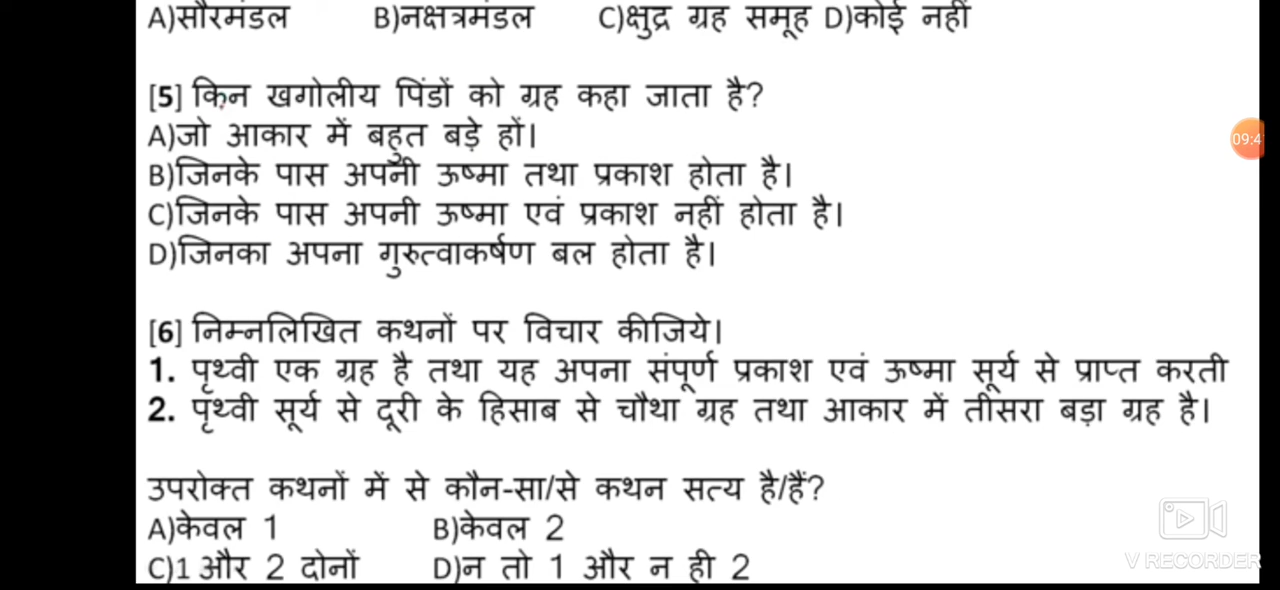 A)सौरमंडल B)नक्षत्रमंडल C)क्षुद्र ग्रह समूह D)कोई नहीं
[5] किन खगोलीय पिंडों को ग्रह कहा जाता है?
A)जो आकार में बहुत बड़े हों।
B)जिनके पास अपनी ऊष्मा तथा प्रकाश होता है।
C)जिनके पास अपनी ऊष्मा एवं प्रकाश नहीं होता है।
D)जिनका अपना गुरुत्वाकर्षण बल होता है।
[6] निम्नलिखित कथनों पर विचार कीजिये।
1. पृथ्वी एक ग्रह है तथा यह अपना संपूर्ण प्रकाश एवं ऊष्मा सूर्य से प्राप्त करती
2. पृथ्वी सूर्य से दूरी के हिसाब से चौथा ग्रह तथा आकार में तीसरा बड़ा ग्रह है।
उपरोक्त कथनों में से कौन-सा/से कथन सत्य है/हैं?
A)केवल 1 B)केवल 2
C)1 और 2 दोनों D)न तो 1 और न ही 2
V RECORDER